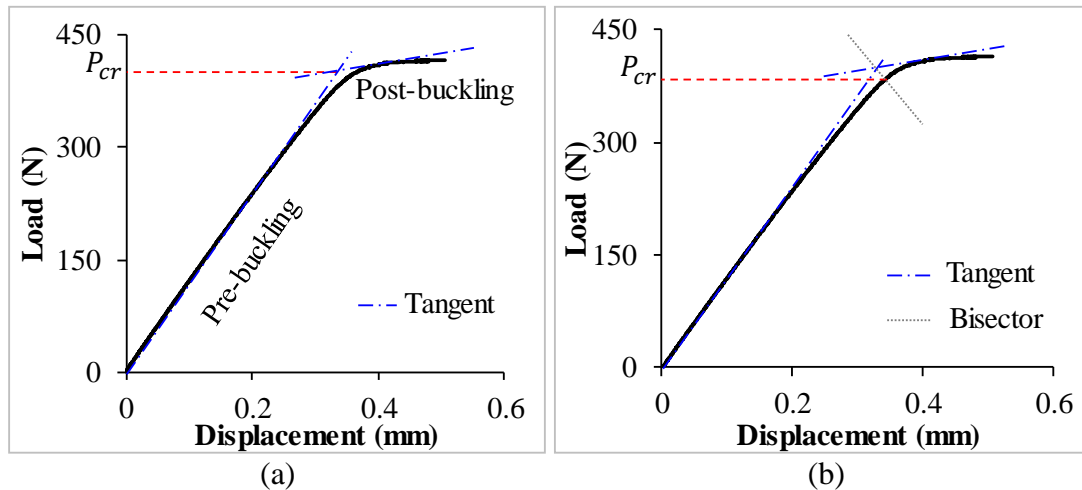 450
P_cr
300
150
0
Load (N)
Post-buckling
Pre-buckling
Tangent
0 0.2 0.4 0.6
Displacement (mm)
(a)
450
P_cr
300
150
0
Load (N)
Tangent
Bisector
0 0.2 0.4 0.6
Displacement (mm)
(b)